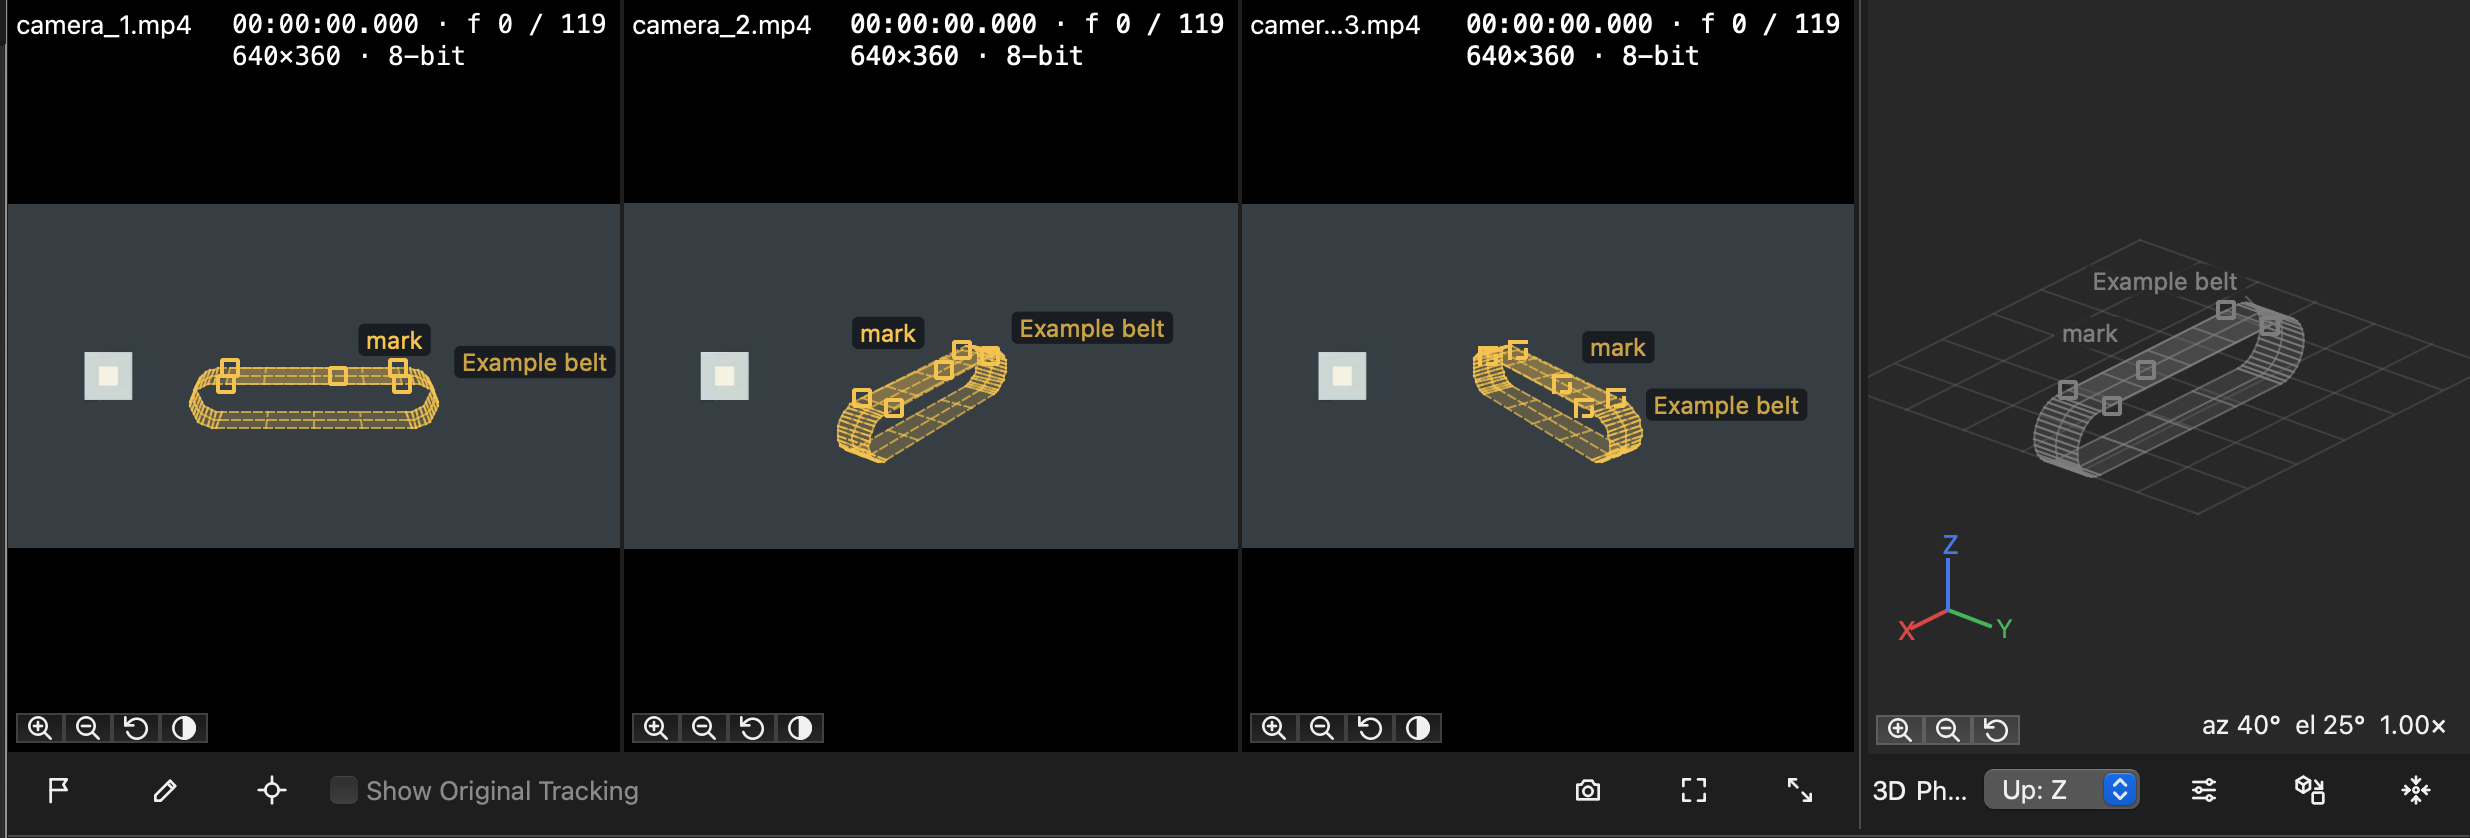 camera_1.mp4
00:00:00.000 · f 0 / 119
640×360 · 8-bit
camera_2.mp4
00:00:00.000 · f 0 / 119
640×360 · 8-bit
camer...3.mp4
00:00:00.000 · f 0 / 119
640×360 · 8-bit
mark
Example belt
mark
Example belt
mark
Example belt
Example belt
mark
Z
X
Y
az 40° el 25° 1.00×
Show Original Tracking
3D Ph...
Up: Z